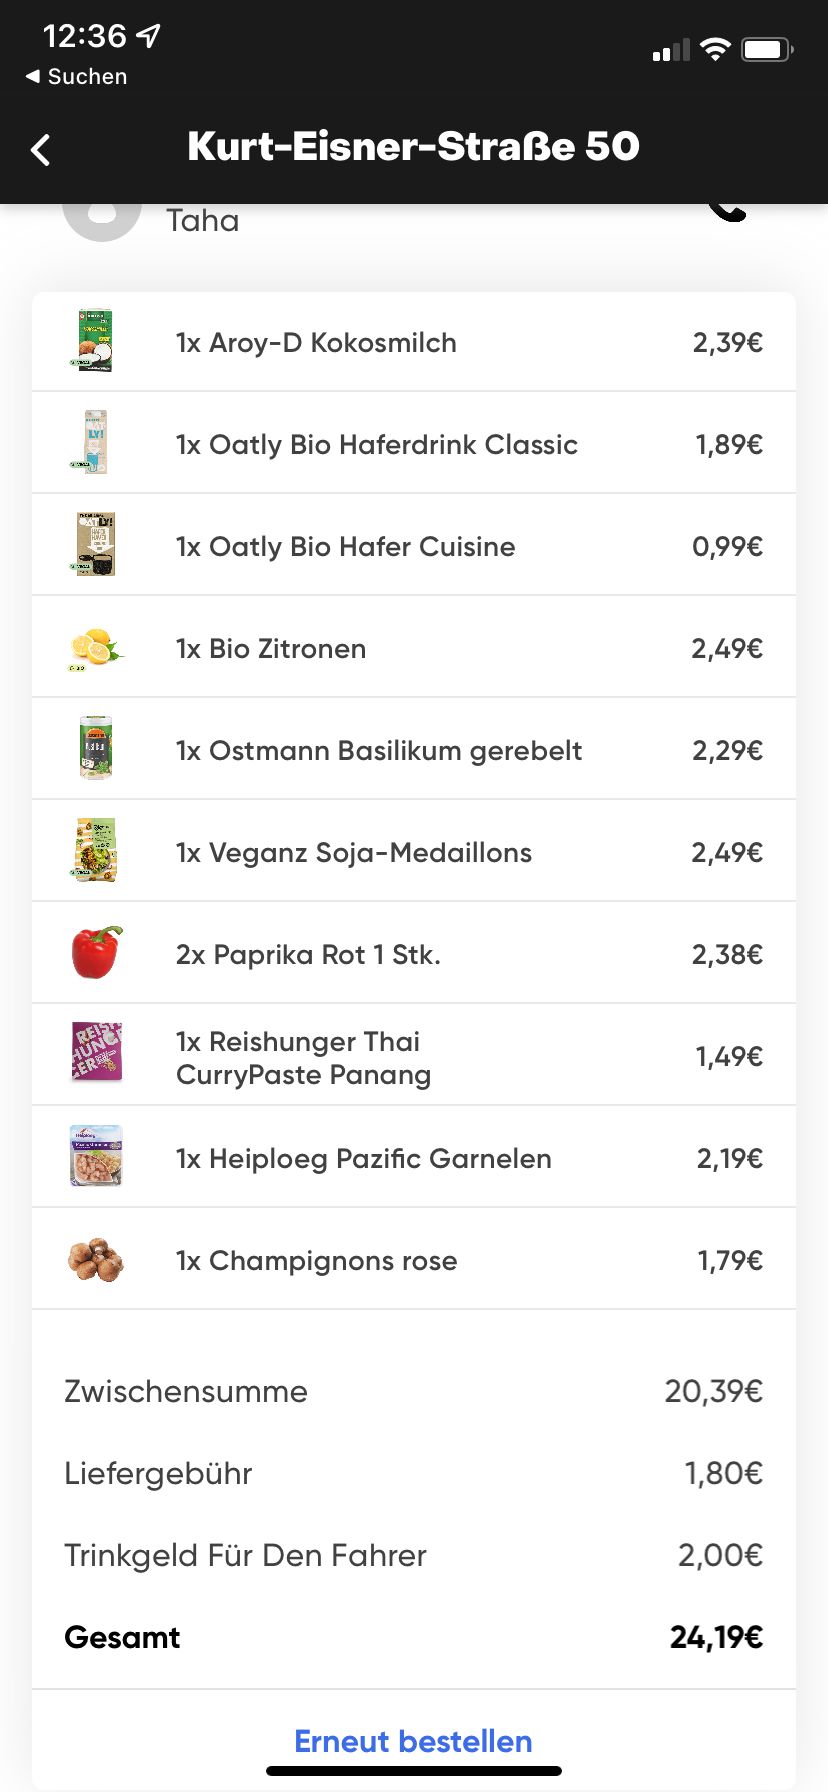 12:36
Suchen
Kurt-Eisner-Straße 50
Taha
1x Aroy-D Kokosmilch 2,39€
1x Oatly Bio Haferdrink Classic 1,89€
1x Oatly Bio Hafer Cuisine 0,99€
1x Bio Zitronen 2,49€
1x Ostmann Basilikum gerebelt 2,29€
1x Veganz Soja-Medaillons 2,49€
2x Paprika Rot 1 Stk. 2,38€
REIS
HUNGE
1x Reishunger Thai
CurryPaste Panang 1,49€
Heiploeg
1x Heiploeg Pazific Garnelen 2,19€
1x Champignons rose 1,79€
Zwischensumme 20,39€
Liefergebühr 1,80€
Trinkgeld Für Den Fahrer 2,00€
Gesamt 24,19€
Erneut bestellen